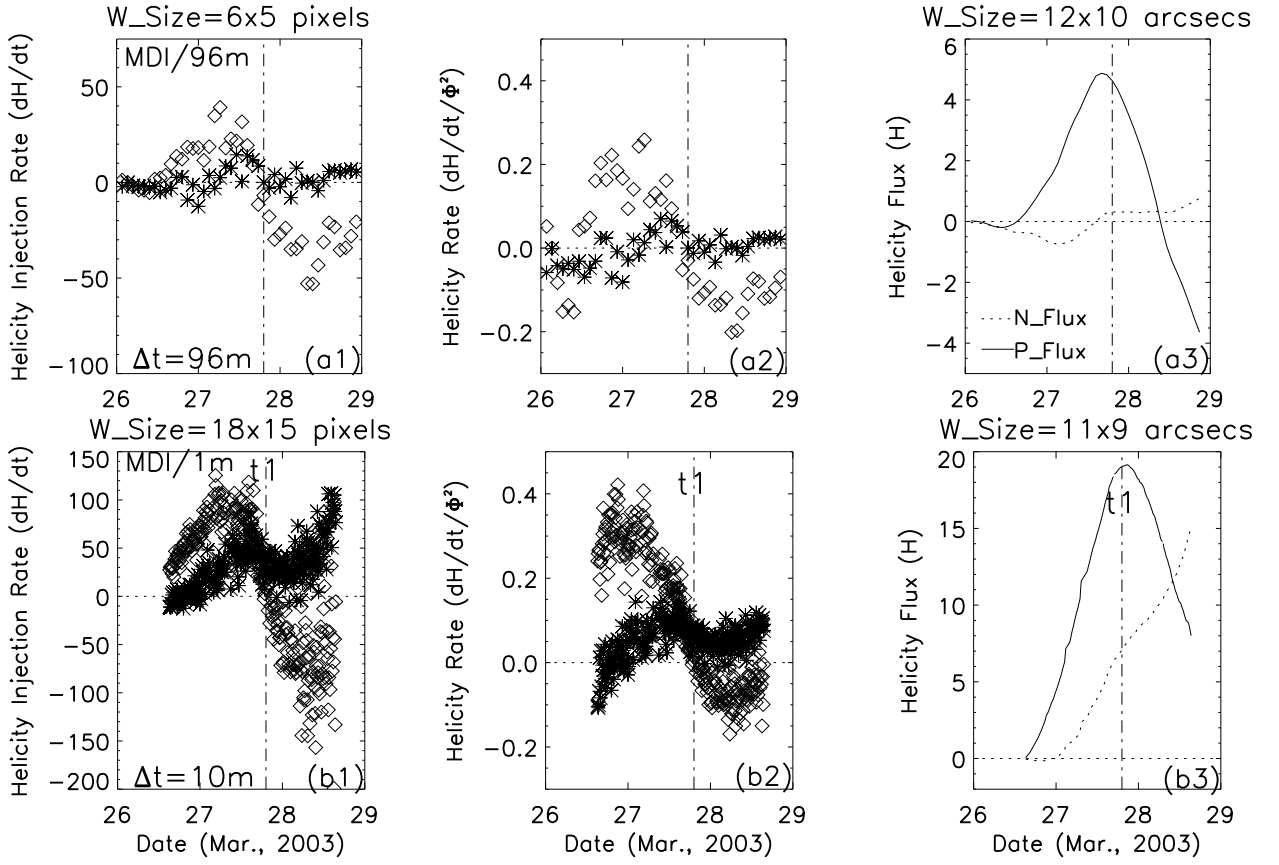 W_Size=6x5 pixels
W_Size=12x10 arcsecs
Helicity Injection Rate (dH/dt)
50
0
−50
−100
MDI/96m
Δt=96m
(a1)
26 27 28 29
Helicity Rate (dH/dt/Φ²)
0.4
0.2
0.0
−0.2
(a2)
26 27 28 29
Helicity Flux (H)
6
4
2
0
−2
−4
N_Flux
P_Flux
(a3)
26 27 28 29
W_Size=18x15 pixels
W_Size=11x9 arcsecs
Helicity Injection Rate (dH/dt)
150
100
50
0
−50
−100
−150
−200
MDI/1m
t1
Δt=10m
(b1)
26 27 28 29
Date (Mar., 2003)
Helicity Rate (dH/dt/Φ²)
0.4
0.2
0.0
−0.2
t1
(b2)
26 27 28 29
Date (Mar., 2003)
Helicity Flux (H)
20
15
10
5
0
t1
(b3)
26 27 28 29
Date (Mar., 2003)